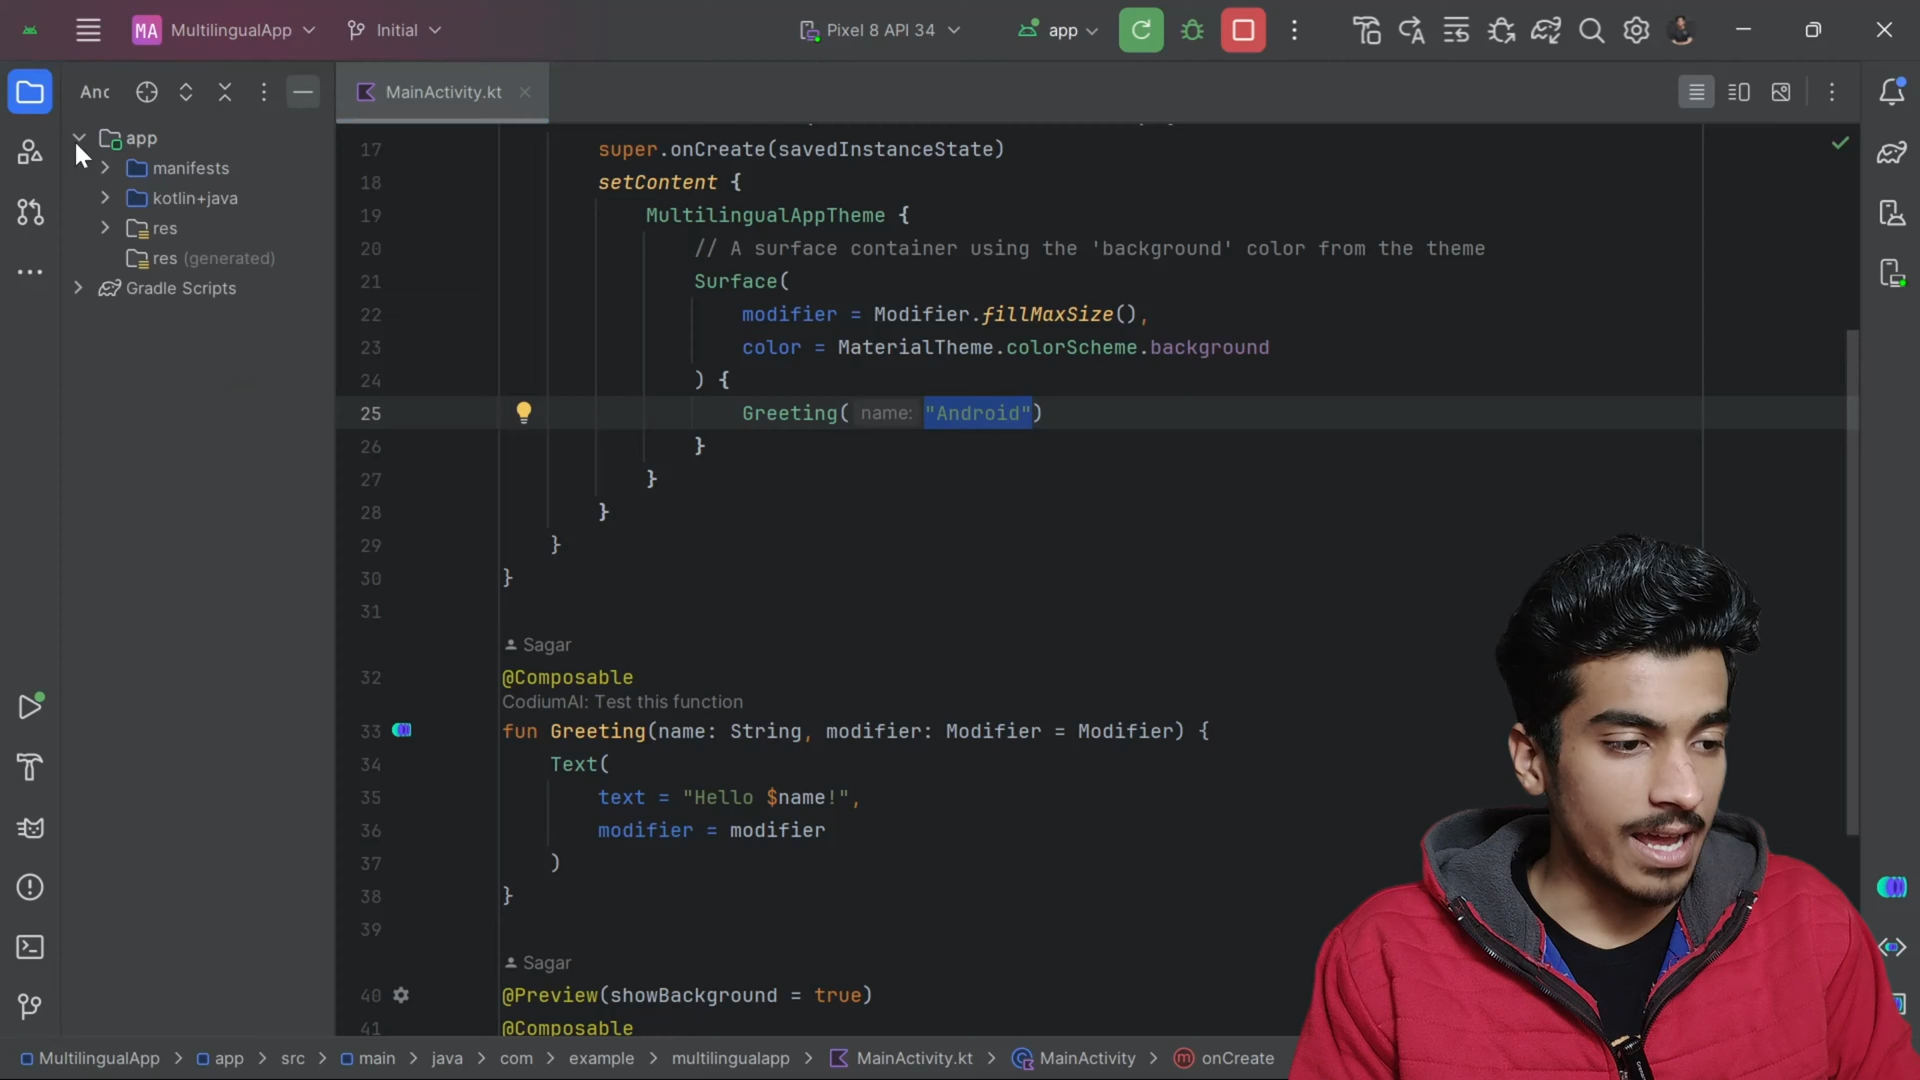 MA MultilingualApp Initial Pixel 8 API 34 app
Anc
MainActivity.kt
app
manifests
kotlin+java
res
res (generated)
Gradle Scripts
17 super.onCreate(savedInstanceState)
18 setContent {
19 MultilingualAppTheme {
20 // A surface container using the 'background' color from the theme
21 Surface(
22 modifier = Modifier.fillMaxSize(),
23 color = MaterialTheme.colorScheme.background
24 ) {
25 Greeting( name: "Android")
26 }
27 }
28 }
29 }
30 }
31
Sagar
32 @Composable
CodiumAI: Test this function
33 fun Greeting(name: String, modifier: Modifier = Modifier) {
34 Text(
35 text = "Hello $name!",
36 modifier = modifier
37 )
38 }
39
Sagar
40 @Preview(showBackground = true)
41 @Composable
MultilingualApp > app > src > main > java > com > example > multilingualapp > MainActivity.kt > MainActivity > onCreate